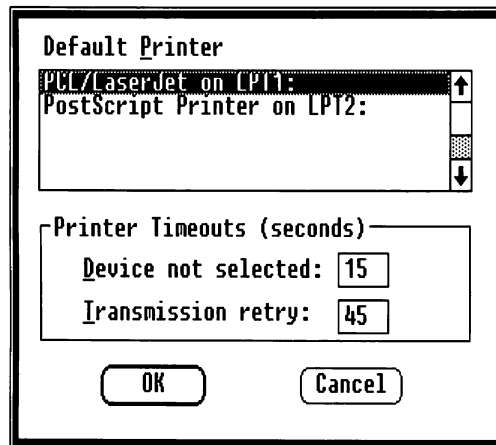 Default Printer
PCL/LaserJet on LPT1:
PostScript Printer on LPT2:
Printer Timeouts (seconds)
Device not selected: 15
Transmission retry: 45
OK Cancel